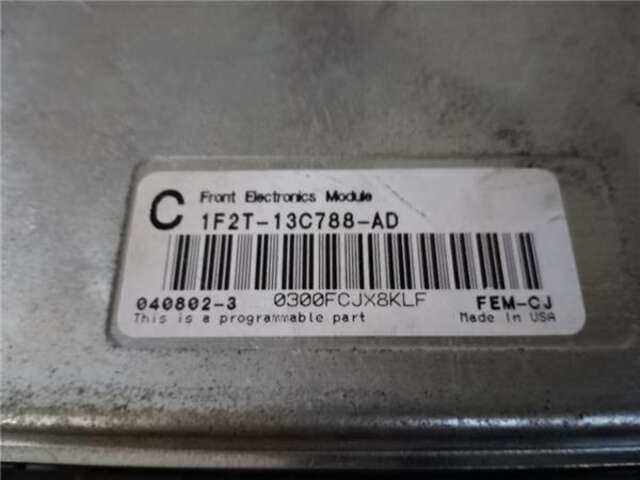 C Front Electronics Module
1F2T-13C788-AD
040802-3 0300FCJX8KLF FEM-CJ
This is a programmable part Made In USA